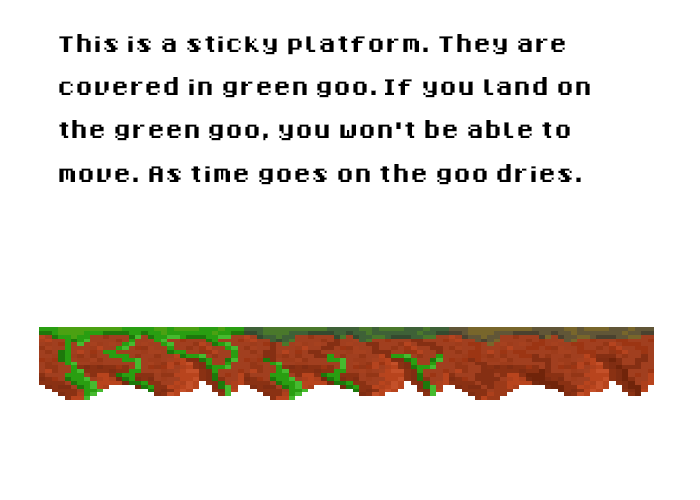 This is a sticky platform. They are
covered in green goo. If you land on
the green goo, you won't be able to
move. As time goes on the goo dries.